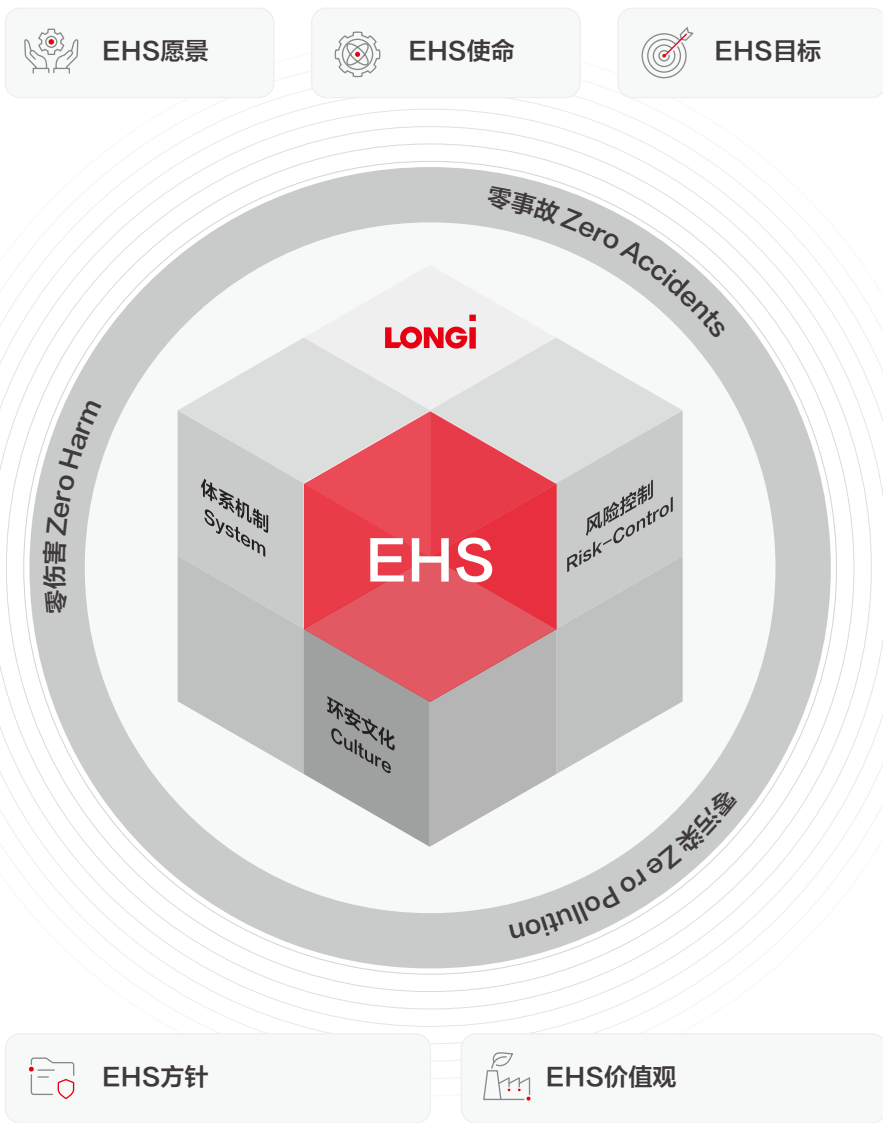 EHS愿景
EHS使命
EHS目标
零事故 Zero Accidents
LONGi
零伤害 Zero Harm
体系机制
System
风险控制
Risk-Control
EHS
环安文化
Culture
零污染 Zero Pollution
EHS方针
EHS价值观